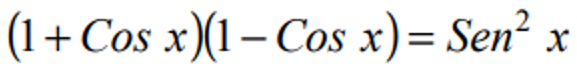 (1 + Cos x)(1 − Cos x) = Sen² x